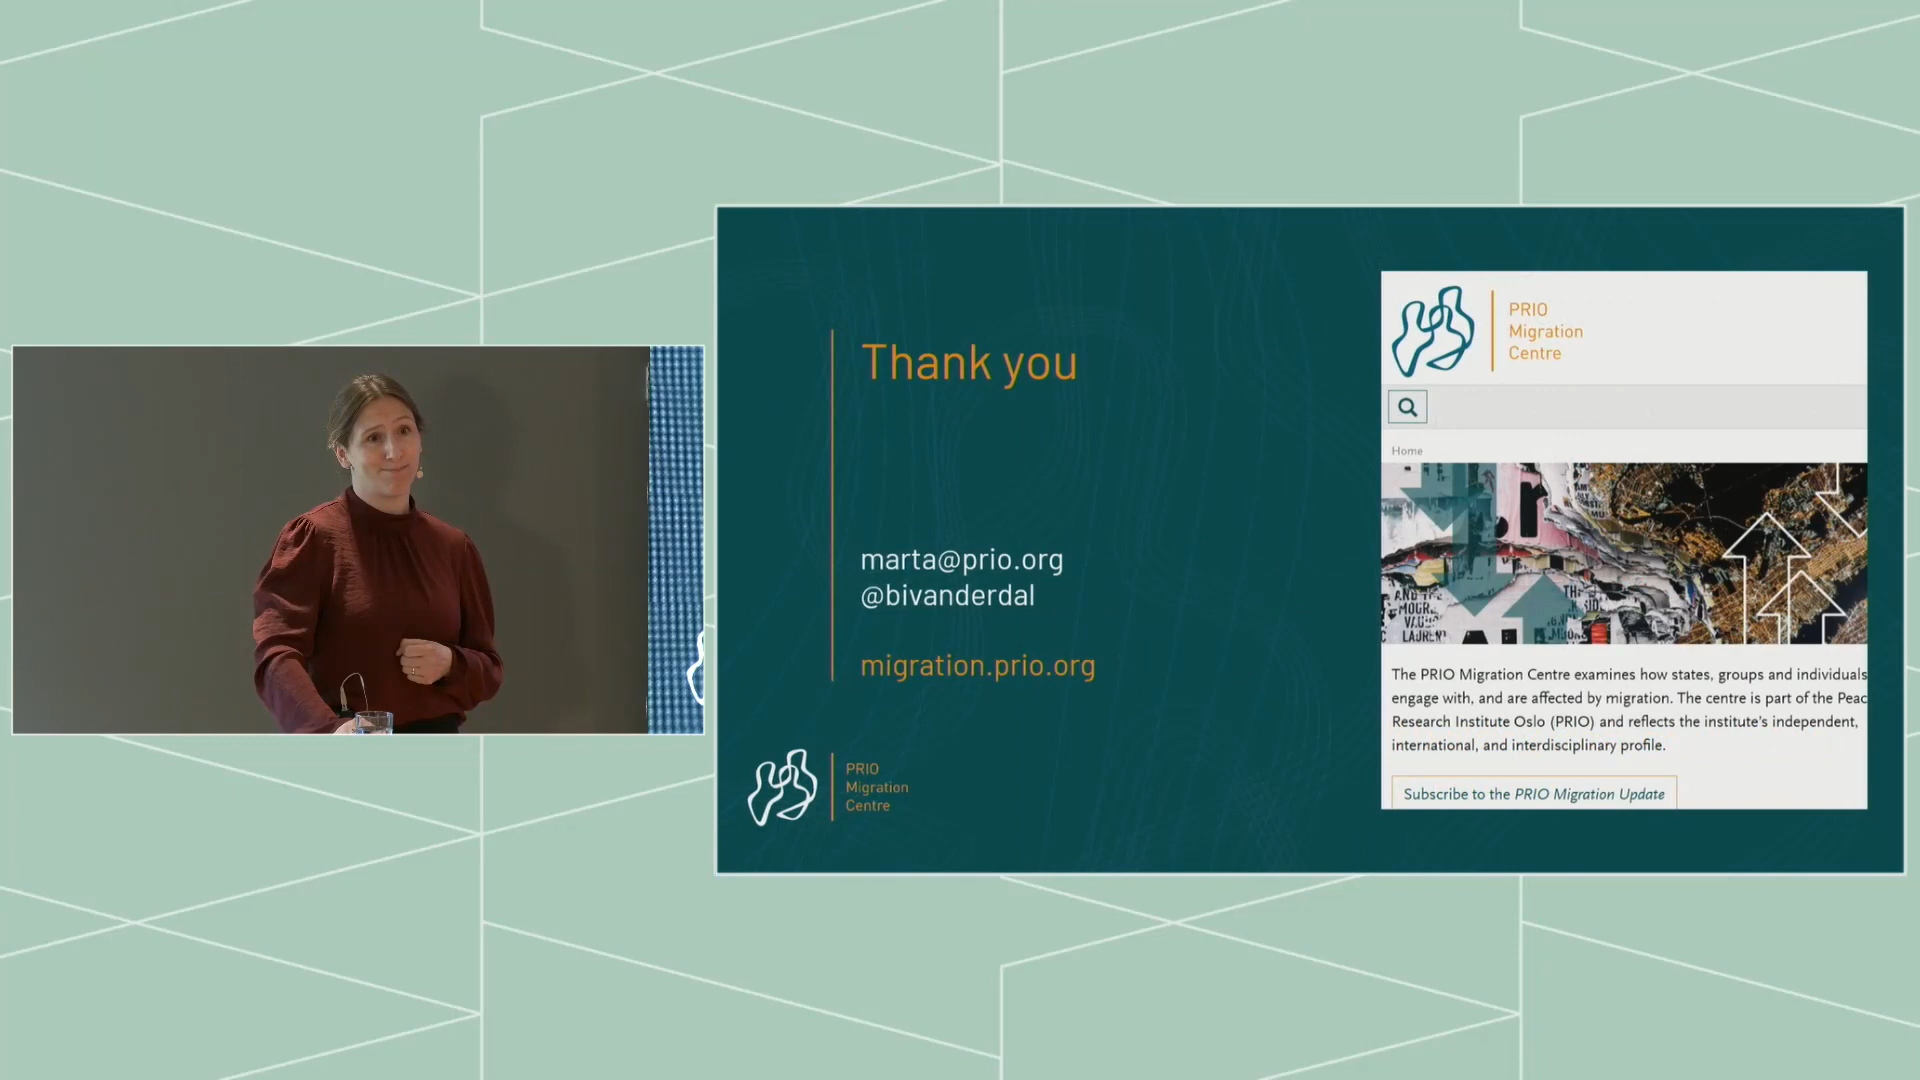 Thank you
marta@prio.org
@bivanderdal
migration.prio.org
PRIO
Migration
Centre
PRIO
Migration
Centre
Home
The PRIO Migration Centre examines how states, groups and individuals
engage with, and are affected by migration. The centre is part of the Peac
Research Institute Oslo (PRIO) and reflects the institute's independent,
international, and interdisciplinary profile.
Subscribe to the PRIO Migration Update